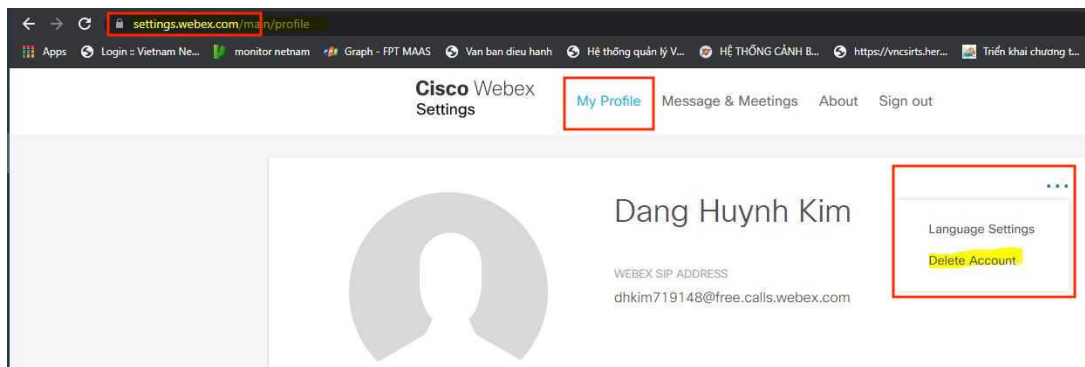 settings.webex.com/main/profile
Apps Login :: Vietnam Ne... monitor netnam Graph - FPT MAAS Van ban dieu hanh Hệ thống quản lý V... HỆ THỐNG CẢNH B... https://vncsirts.her... Triển khai chương t...
Cisco Webex
Settings
My Profile Message & Meetings About Sign out
Dang Huynh Kim
Language Settings
Delete Account
WEBEX SIP ADDRESS
dhkim719148@free.calls.webex.com